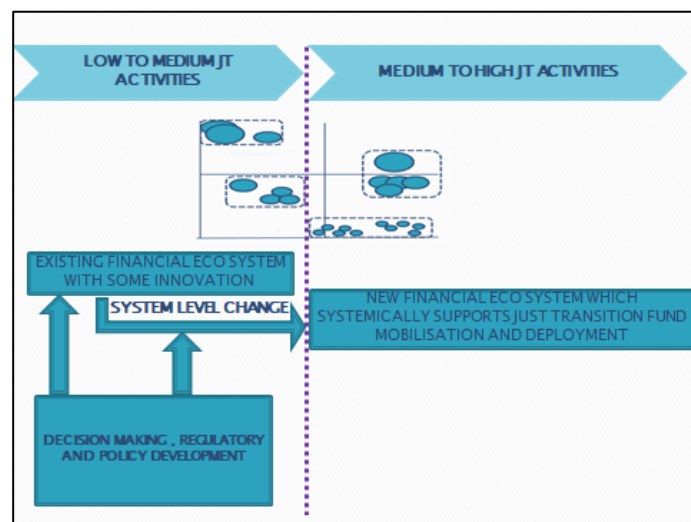 LOW TO MEDIUM JT
ACTIVITIES
MEDIUM TO HIGH JT ACTIVITIES
EXISTING FINANCIAL ECO SYSTEM
WITH SOME INNOVATION
SYSTEM LEVEL CHANGE
NEW FINANCIAL ECO SYSTEM WHICH
SYSTEMICALLY SUPPORTS JUST TRANSITION FUND
MOBILISATION AND DEPLOYMENT
DECISION MAKING , REGULATORY
AND POLICY DEVELOPMENT